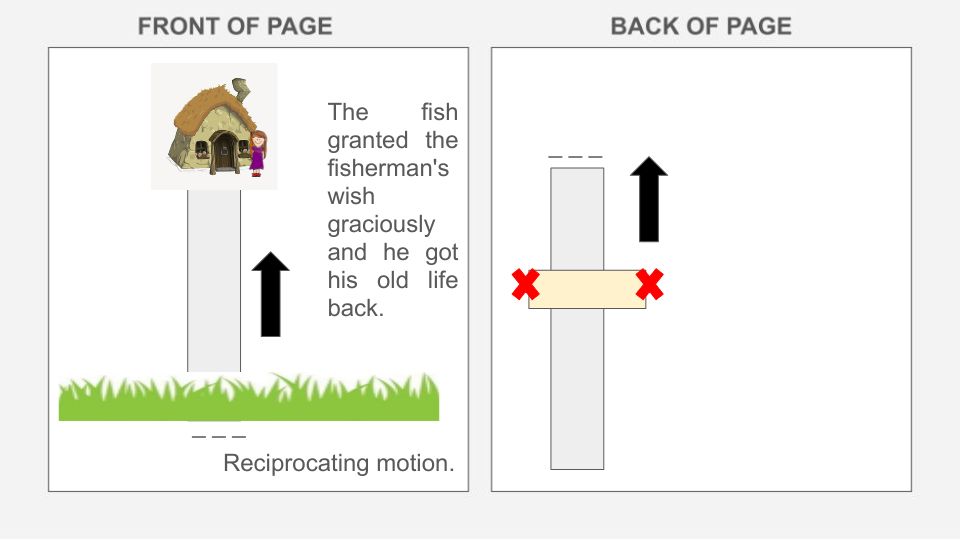 FRONT OF PAGE
BACK OF PAGE
The fish
granted the
fisherman's
wish
graciously
and he got
his old life
back.
Reciprocating motion.